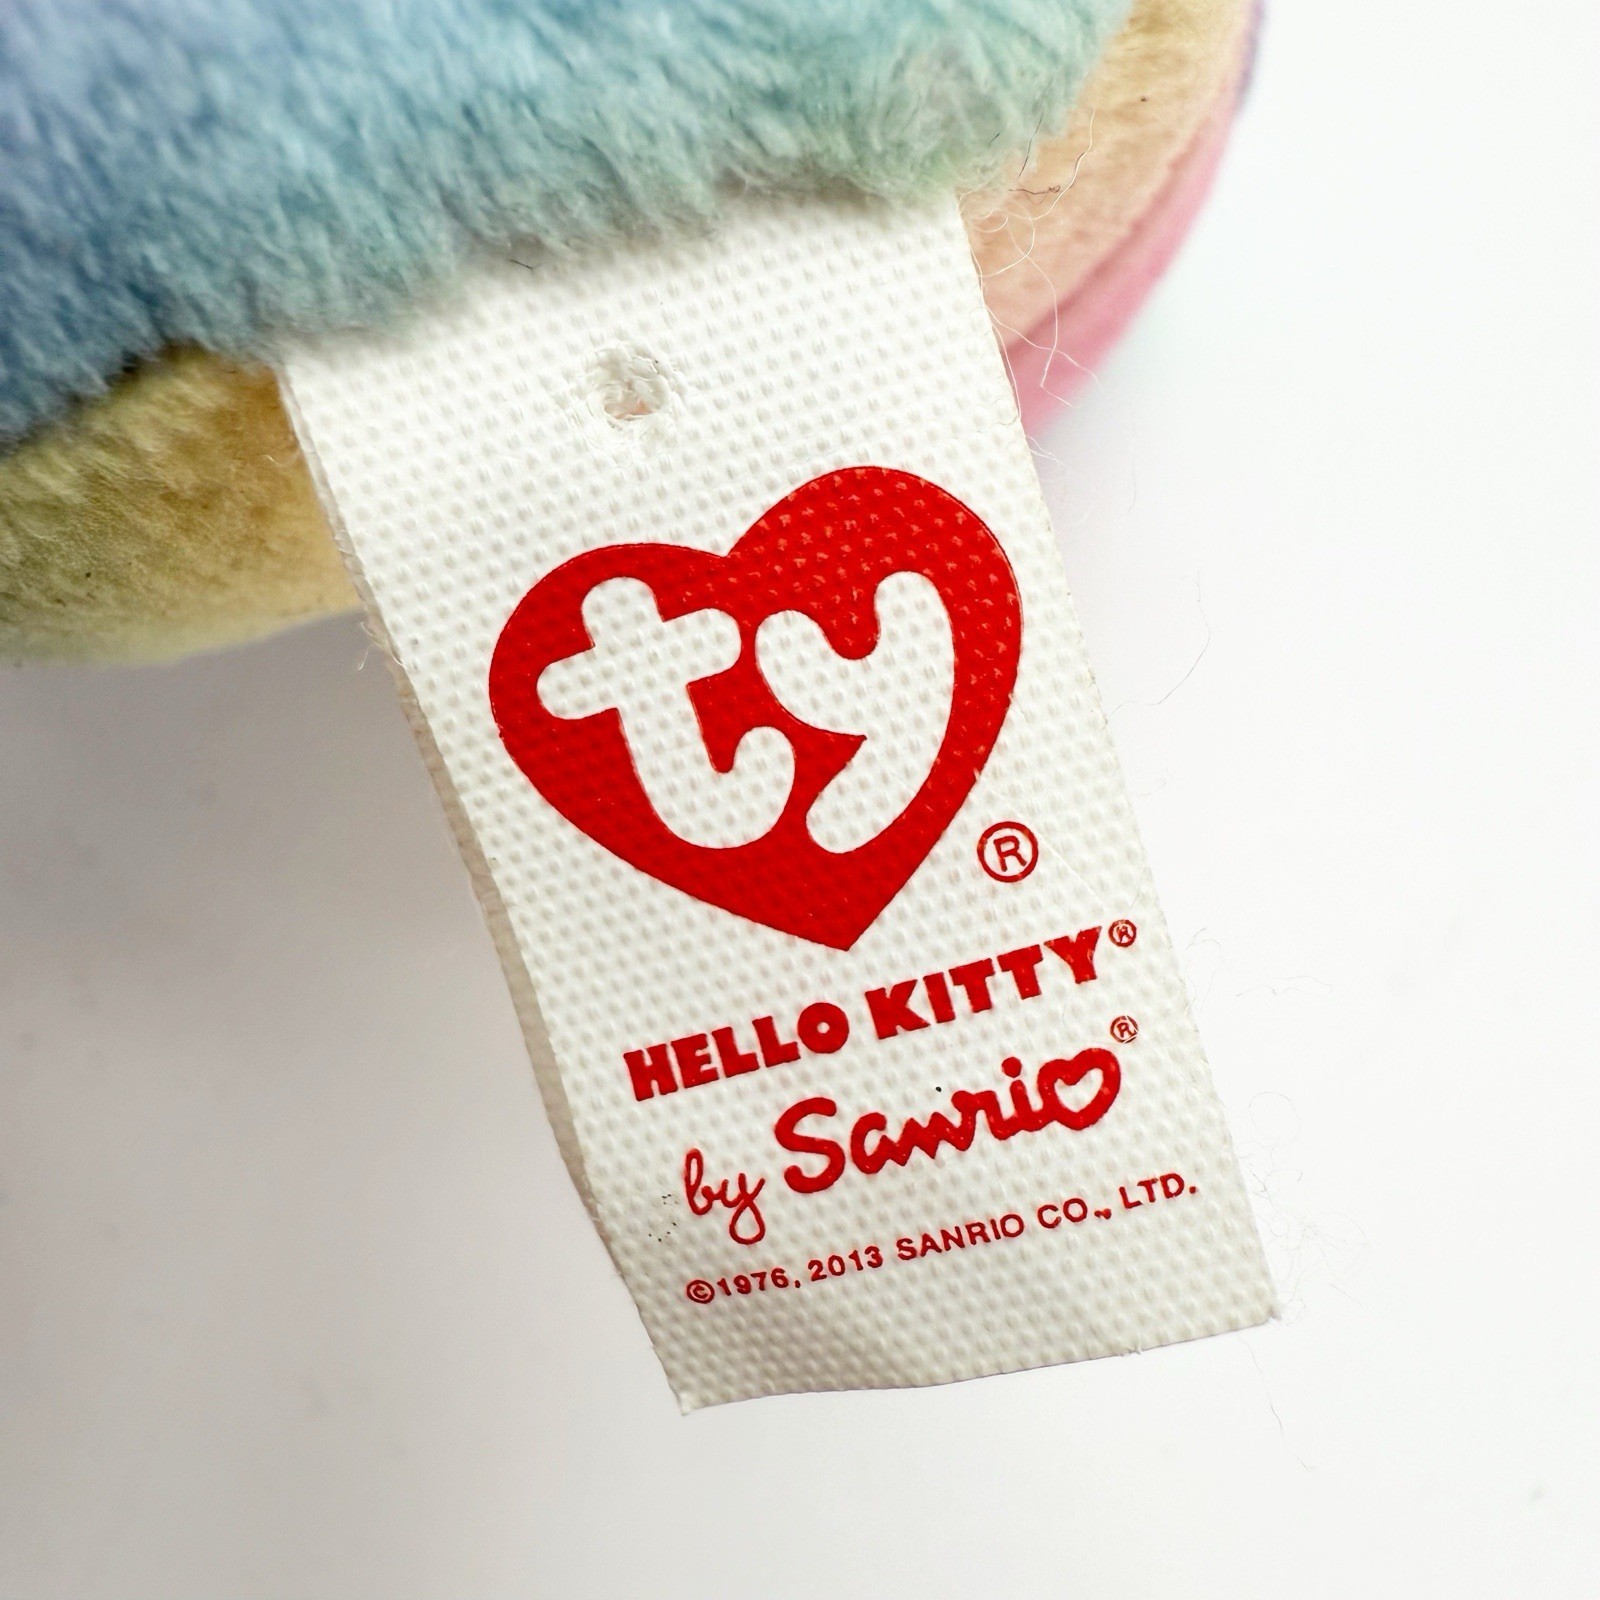 ty®
HELLO KITTY®
by Sanrio®
©1976, 2013 SANRIO CO., LTD.